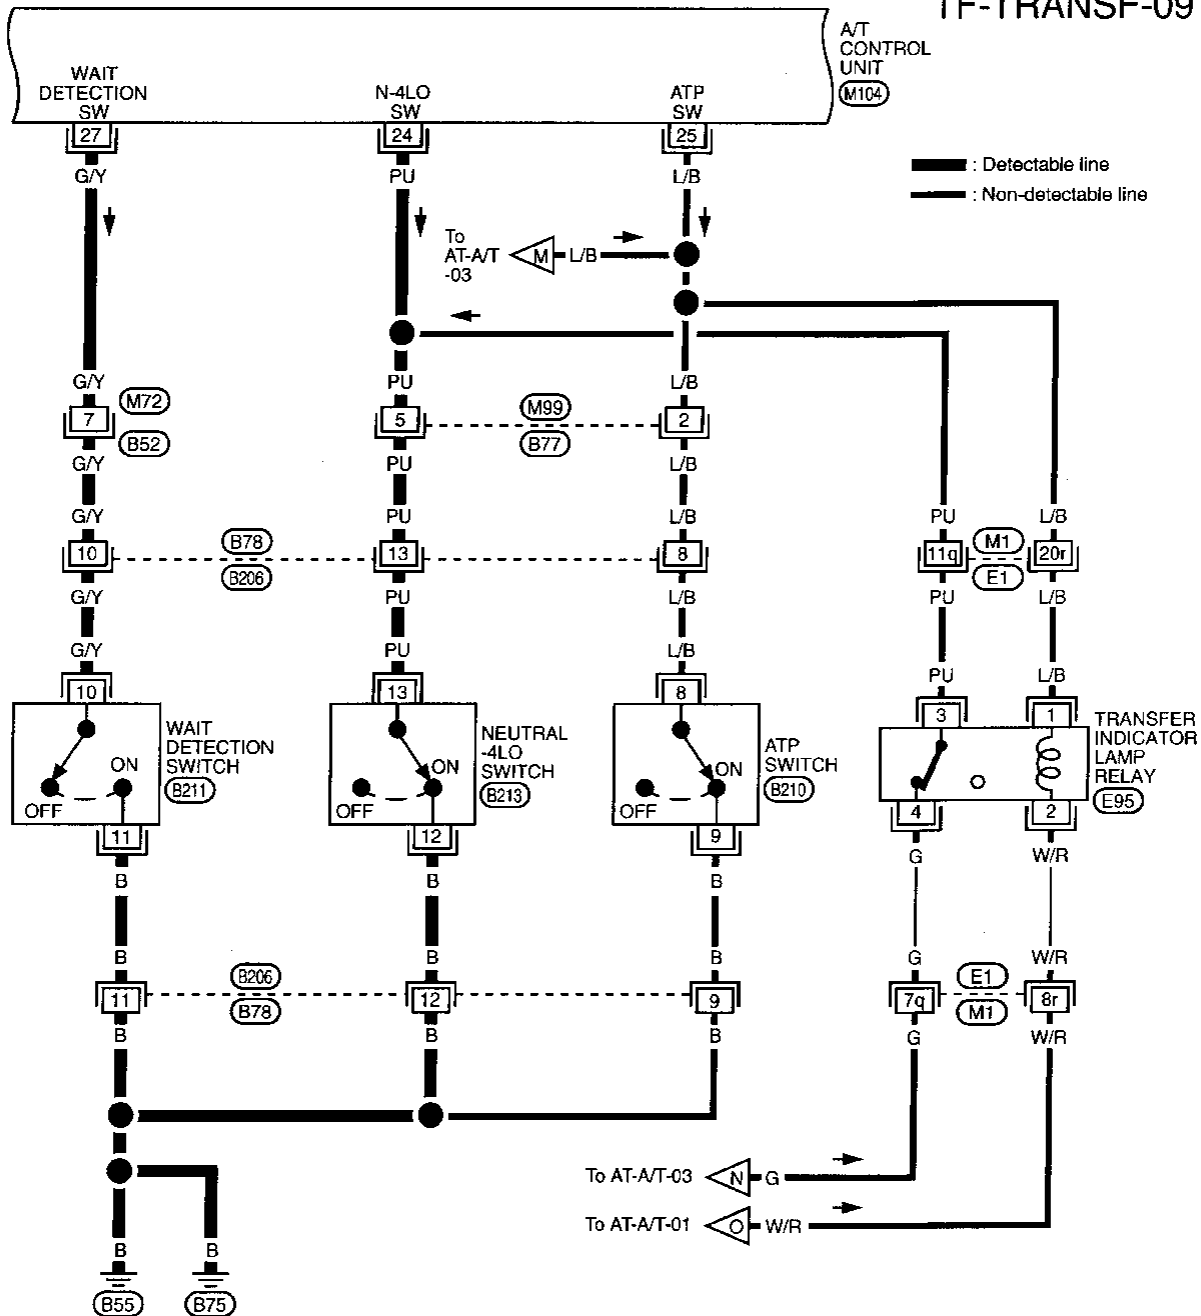 TF-TRANSF-09
A/T
CONTROL
UNIT
M104
WAIT
DETECTION
SW
N-4LO
SW
ATP
SW
27
24
25
G/Y
PU
L/B
: Detectable line
: Non-detectable line
To
AT-A/T
-03
M
L/B
G/Y
PU
L/B
7
M72
B52
5
M99
B77
2
G/Y
PU
L/B
G/Y
PU
L/B
PU
L/B
10
B78
B206
13
8
11q
M1
E1
20r
G/Y
PU
L/B
PU
L/B
G/Y
PU
L/B
PU
L/B
10
13
8
3
1
WAIT
DETECTION
SWITCH
B211
OFF
ON
NEUTRAL
-4LO
SWITCH
B213
OFF
ON
ATP
SWITCH
B210
OFF
ON
TRANSFER
INDICATOR
LAMP
RELAY
E95
11
12
9
4
2
B
B
B
G
W/R
B
B
B
G
W/R
11
B206
B78
12
9
7q
E1
M1
8r
B
B
B
G
W/R
To AT-A/T-03
N
G
To AT-A/T-01
O
W/R
B
B
B55
B75